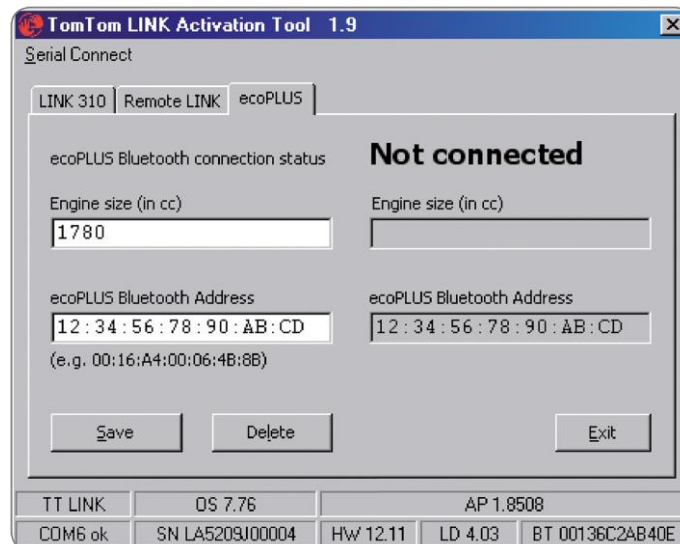 TomTom LINK Activation Tool 1.9
Serial Connect
LINK 310 Remote LINK ecoPLUS
ecoPLUS Bluetooth connection status Not connected
Engine size (in cc) Engine size (in cc)
1780
ecoPLUS Bluetooth Address ecoPLUS Bluetooth Address
12:34:56:78:90:AB:CD 12:34:56:78:90:AB:CD
(e.g. 00:16:A4:00:06:4B:8B)
Save Delete Exit
TT LINK OS 7.76 AP 1.8508
COM6 ok SN LA5209J00004 HW 12.11 LD 4.03 BT 00136C2AB40E